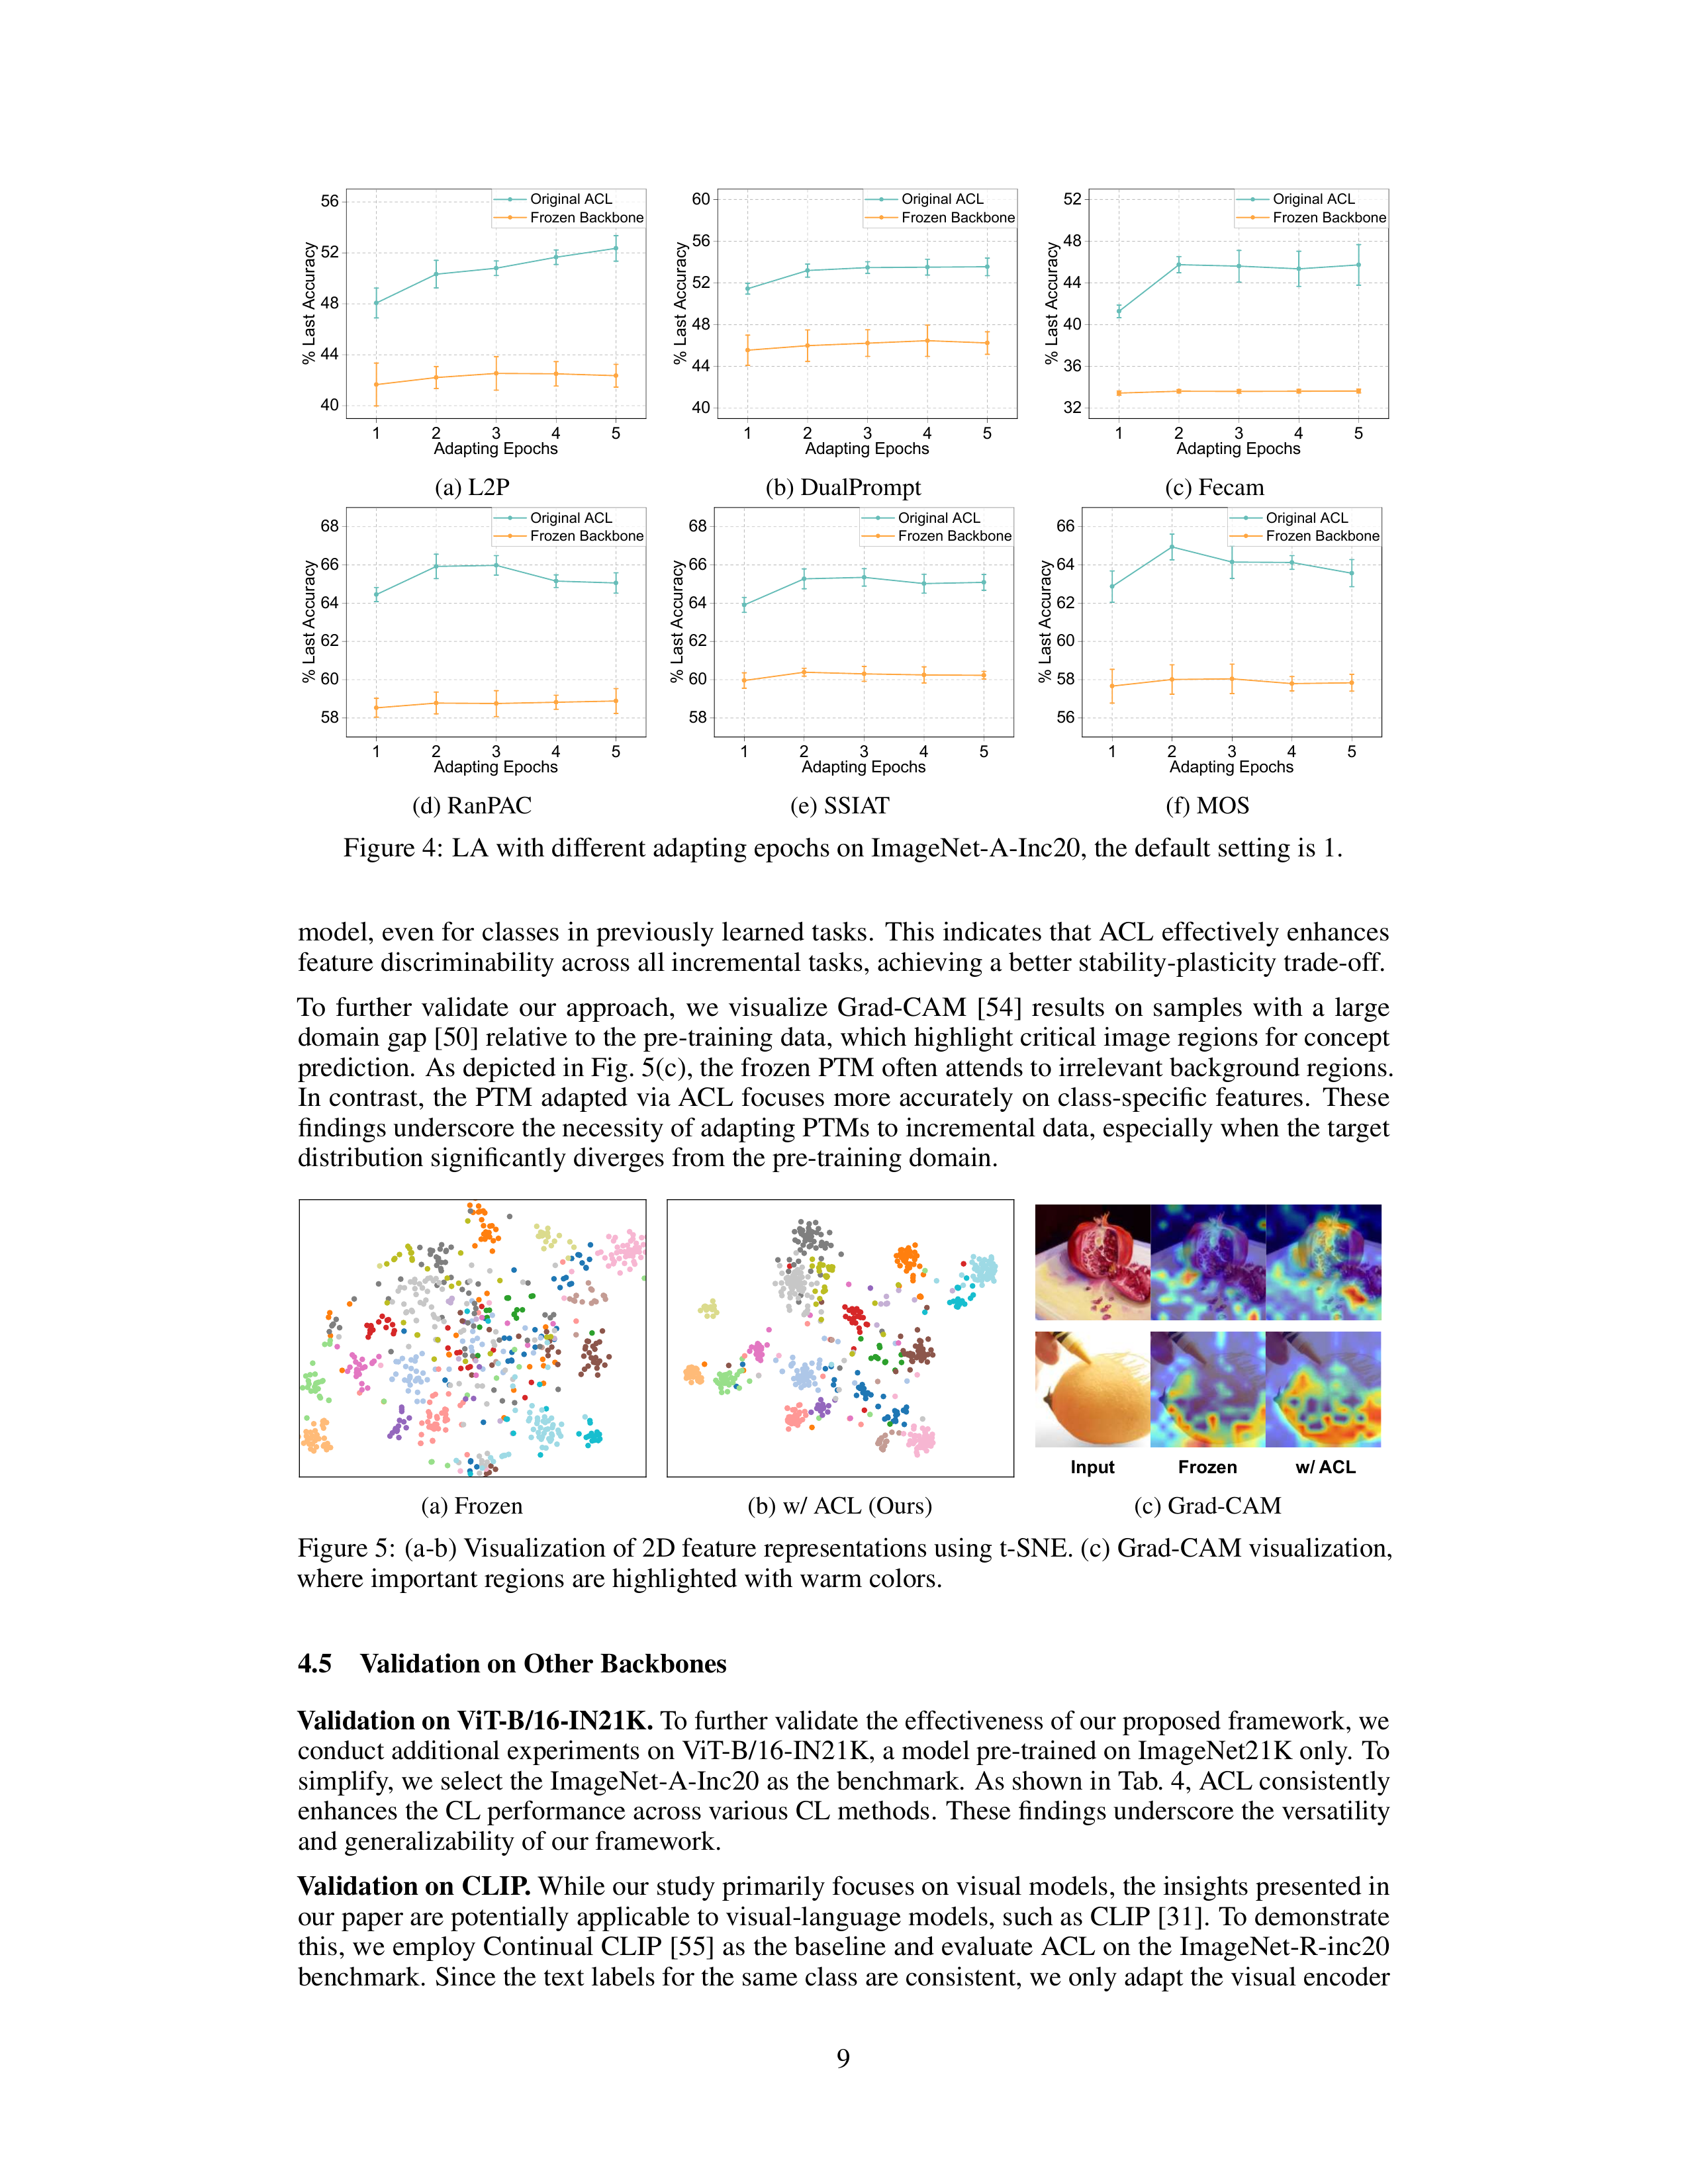 56
52
48
44
40
% Last Accuracy
Original ACL
Frozen Backbone
1 2 3 4 5
Adapting Epochs
(a) L2P
60
56
52
48
44
40
% Last Accuracy
Original ACL
Frozen Backbone
1 2 3 4 5
Adapting Epochs
(b) DualPrompt
52
48
44
40
36
32
% Last Accuracy
Original ACL
Frozen Backbone
1 2 3 4 5
Adapting Epochs
(c) Fecam
68
66
64
62
60
58
% Last Accuracy
Original ACL
Frozen Backbone
1 2 3 4 5
Adapting Epochs
(d) RanPAC
68
66
64
62
60
58
% Last Accuracy
Original ACL
Frozen Backbone
1 2 3 4 5
Adapting Epochs
(e) SSIAT
66
64
62
60
58
56
% Last Accuracy
Original ACL
Frozen Backbone
1 2 3 4 5
Adapting Epochs
(f) MOS
Figure 4: LA with different adapting epochs on ImageNet-A-Inc20, the default setting is 1.
model, even for classes in previously learned tasks. This indicates that ACL effectively enhances
feature discriminability across all incremental tasks, achieving a better stability-plasticity trade-off.
To further validate our approach, we visualize Grad-CAM [54] results on samples with a large
domain gap [50] relative to the pre-training data, which highlight critical image regions for concept
prediction. As depicted in Fig. 5(c), the frozen PTM often attends to irrelevant background regions.
In contrast, the PTM adapted via ACL focuses more accurately on class-specific features. These
findings underscore the necessity of adapting PTMs to incremental data, especially when the target
distribution significantly diverges from the pre-training domain.
Input Frozen w/ ACL
(a) Frozen
(b) w/ ACL (Ours)
(c) Grad-CAM
Figure 5: (a-b) Visualization of 2D feature representations using t-SNE. (c) Grad-CAM visualization,
where important regions are highlighted with warm colors.
4.5 Validation on Other Backbones
Validation on ViT-B/16-IN21K. To further validate the effectiveness of our proposed framework, we
conduct additional experiments on ViT-B/16-IN21K, a model pre-trained on ImageNet21K only. To
simplify, we select the ImageNet-A-Inc20 as the benchmark. As shown in Tab. 4, ACL consistently
enhances the CL performance across various CL methods. These findings underscore the versatility
and generalizability of our framework.
Validation on CLIP. While our study primarily focuses on visual models, the insights presented in
our paper are potentially applicable to visual-language models, such as CLIP [31]. To demonstrate
this, we employ Continual CLIP [55] as the baseline and evaluate ACL on the ImageNet-R-inc20
benchmark. Since the text labels for the same class are consistent, we only adapt the visual encoder
9